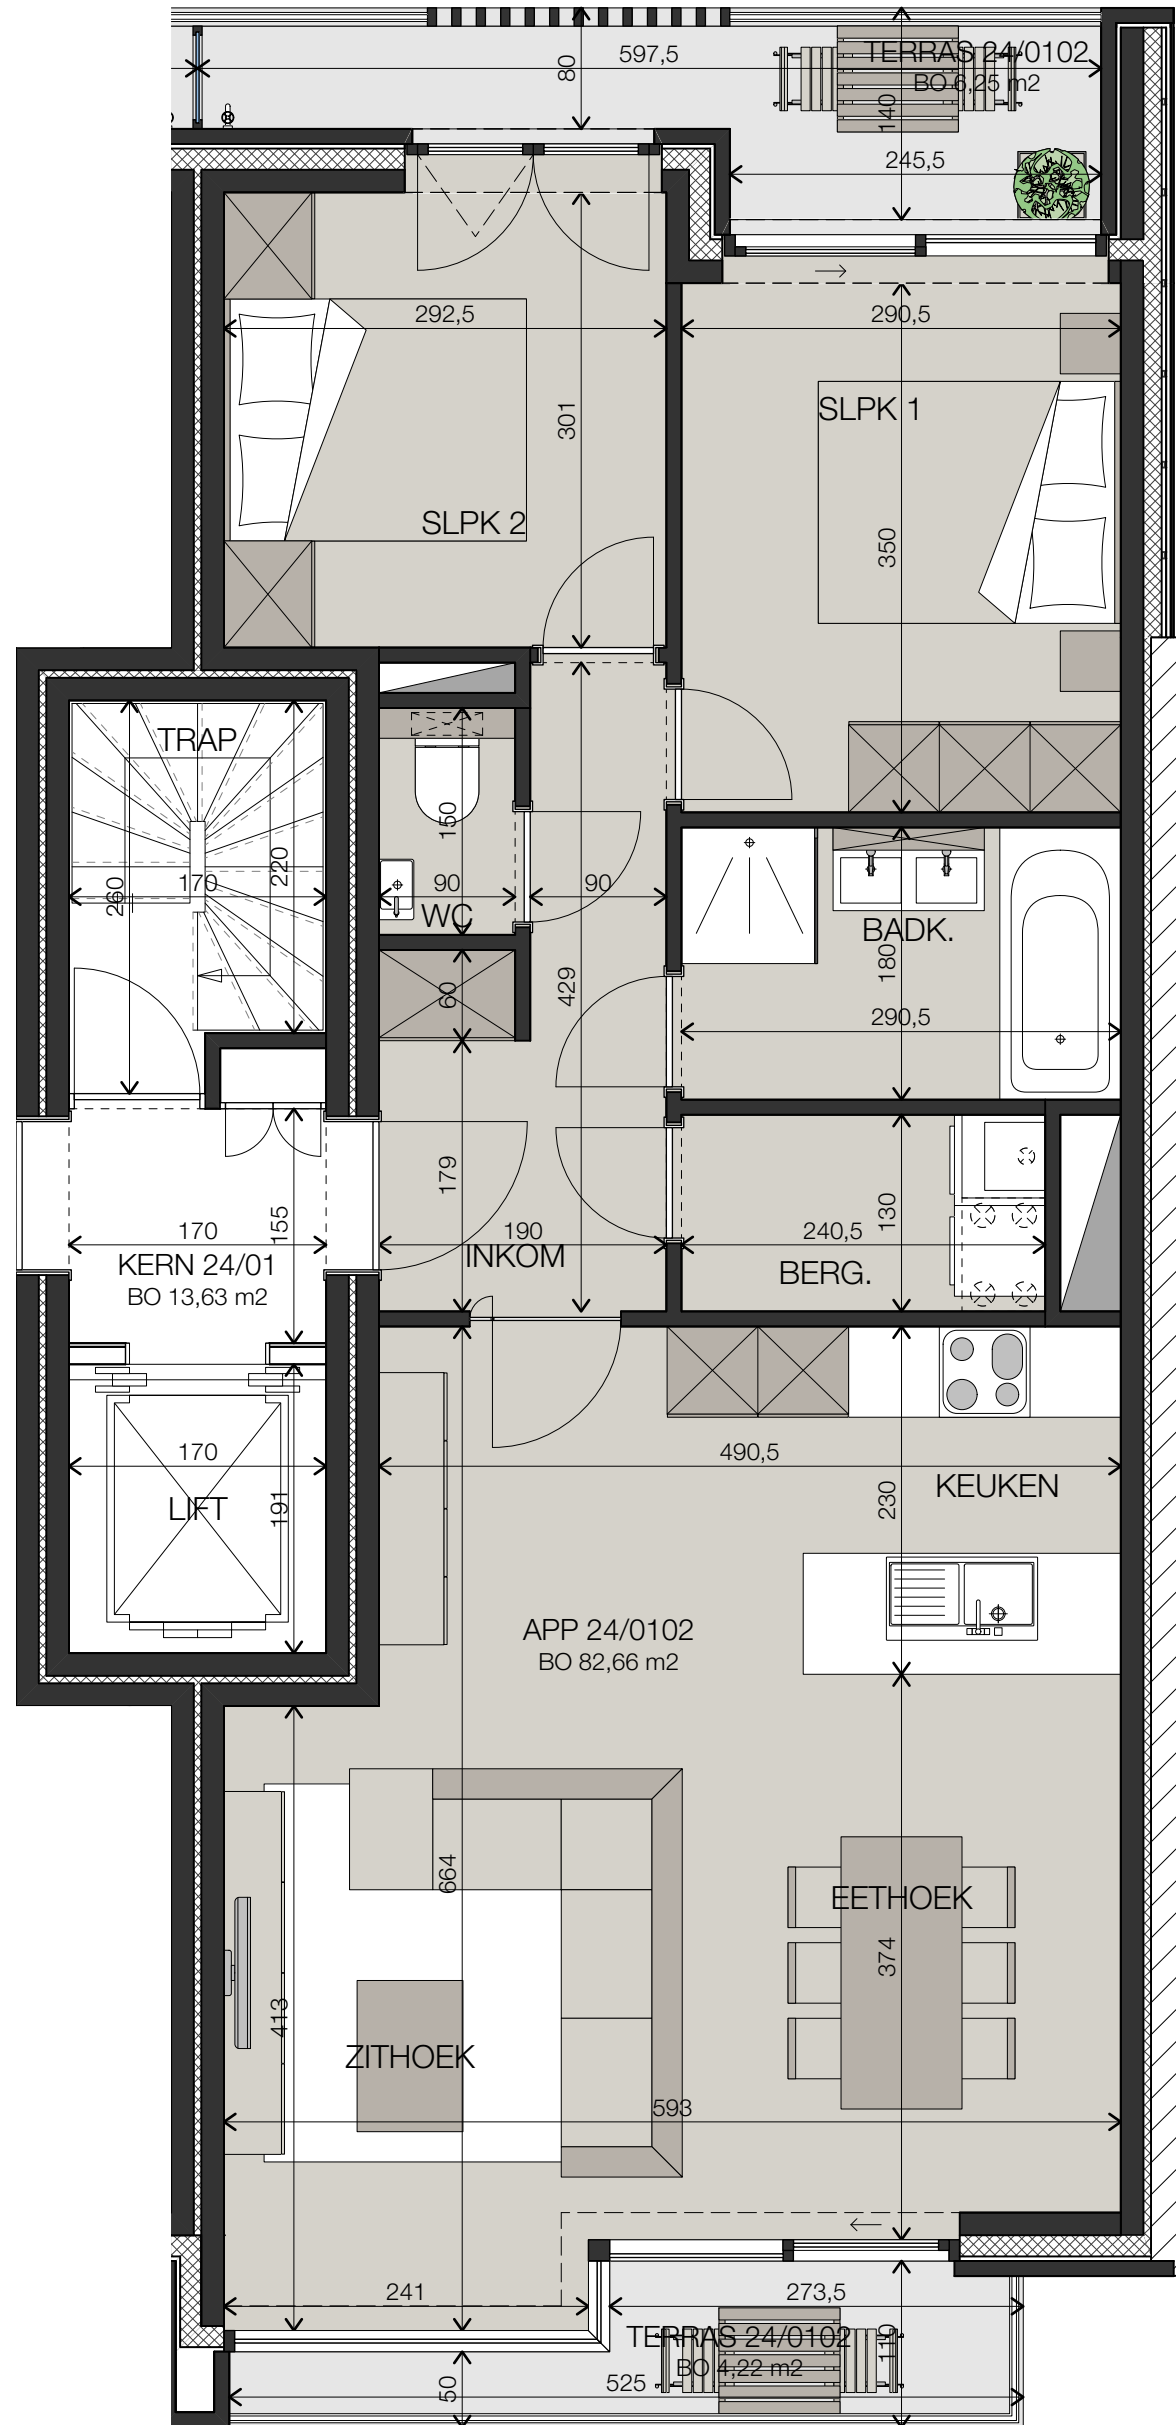 597,5
80
TERRAS 24/0102
BO 6,25 m2
140
245,5
292,5
290,5
301
SLPK 1
SLPK 2
350
TRAP
150
220
260
170
90
90
WC
BADK.
180
60
429
290,5
179
155
130
170
190
240,5
KERN 24/01
BO 13,63 m2
INKOM
BERG.
170
490,5
191
LIFT
230
KEUKEN
APP 24/0102
BO 82,66 m2
664
EETHOEK
374
413
ZITHOEK
593
241
273,5
TERRAS 24/0102
BO 4,22 m2
110
50
525